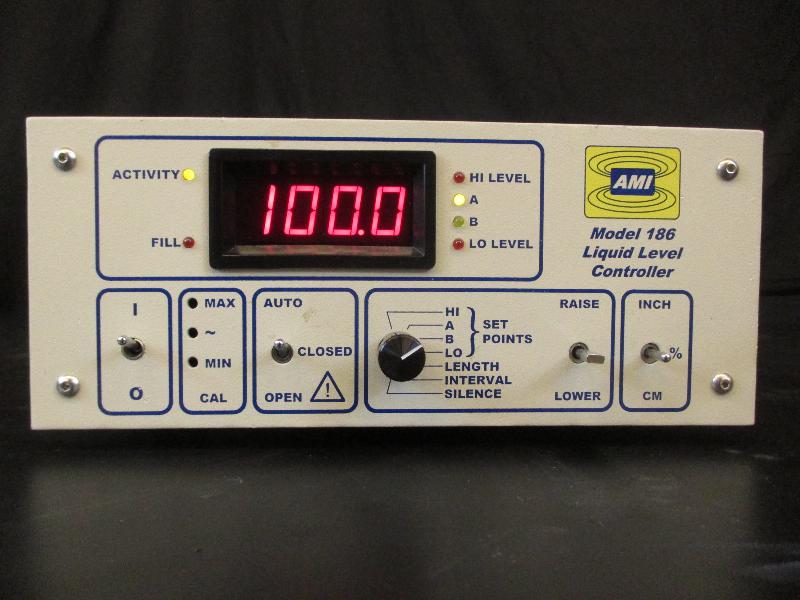 ACTIVITY
FILL
100.0
HI LEVEL
A
B
LO LEVEL
AMI
Model 186
Liquid Level
Controller
I
O
MAX
~
MIN
CAL
AUTO
CLOSED
OPEN
!
HI
A
B
LO
SET
POINTS
LENGTH
INTERVAL
SILENCE
RAISE
LOWER
INCH
%
CM